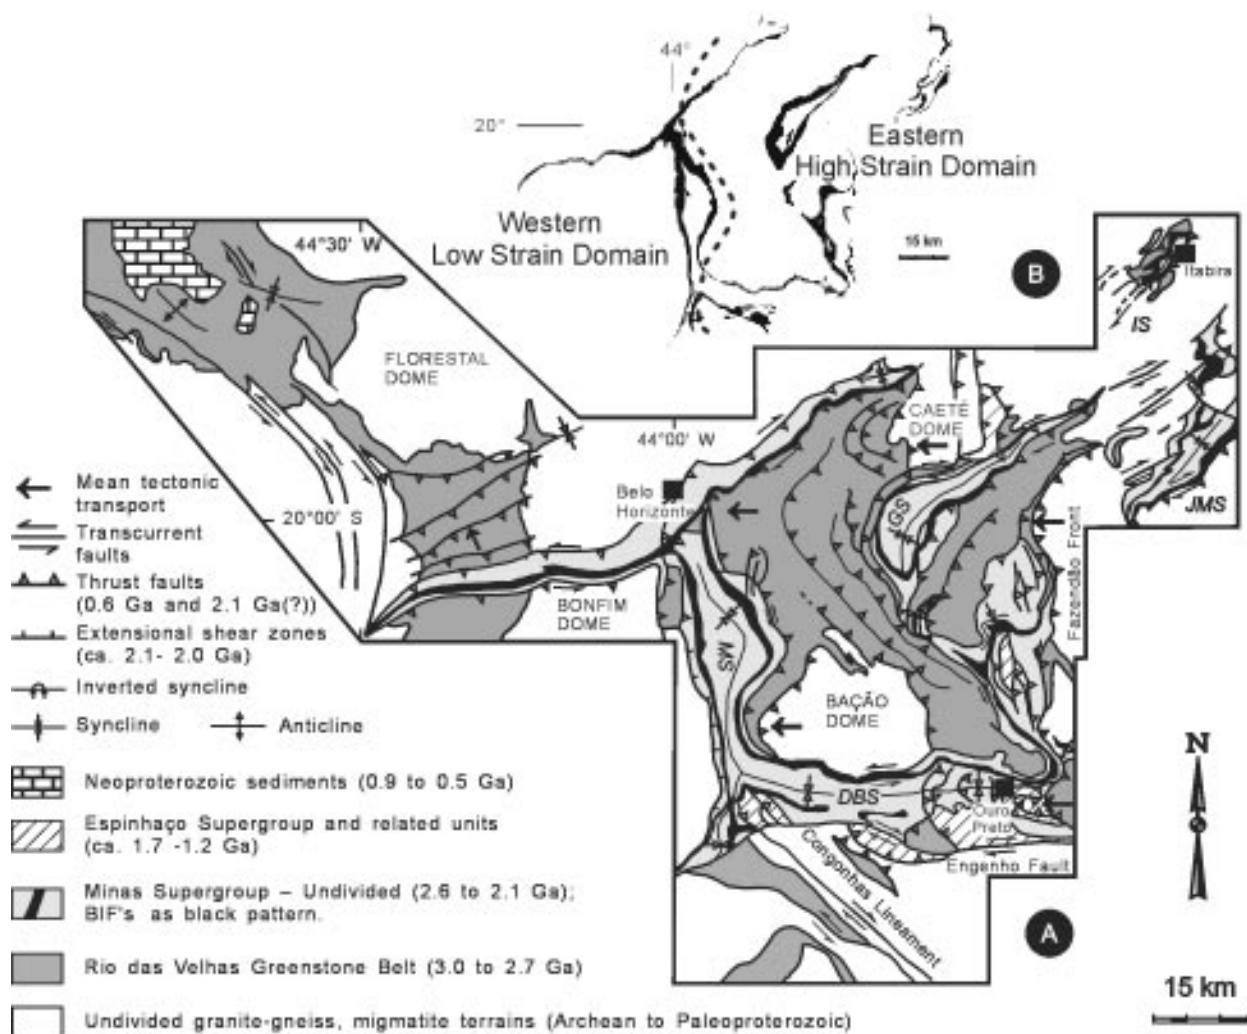 44°
20°
Eastern
High Strain Domain
Western
Low Strain Domain
15 km
B
44°30' W
Itabira
IS
FLORESTAL
DOME
CAETÉ
DOME
44°00' W
Belo
Horizonte
20°00' S
GS
JMS
Fazendão Front
BONFIM
DOME
MS
BAÇÃO
DOME
DBS
Ouro
Preto
Engenho Fault
Congonhas Lineament
A
N
15 km
Mean tectonic
transport
Transcurrent
faults
Thrust faults
(0.6 Ga and 2.1 Ga(?))
Extensional shear zones
(ca. 2.1- 2.0 Ga)
Inverted syncline
Syncline
Anticline
Neoproterozoic sediments (0.9 to 0.5 Ga)
Espinhaço Supergroup and related units
(ca. 1.7 -1.2 Ga)
Minas Supergroup – Undivided (2.6 to 2.1 Ga);
BIF's as black pattern.
Rio das Velhas Greenstone Belt (3.0 to 2.7 Ga)
Undivided granite-gneiss, migmatite terrains (Archean to Paleoproterozoic)